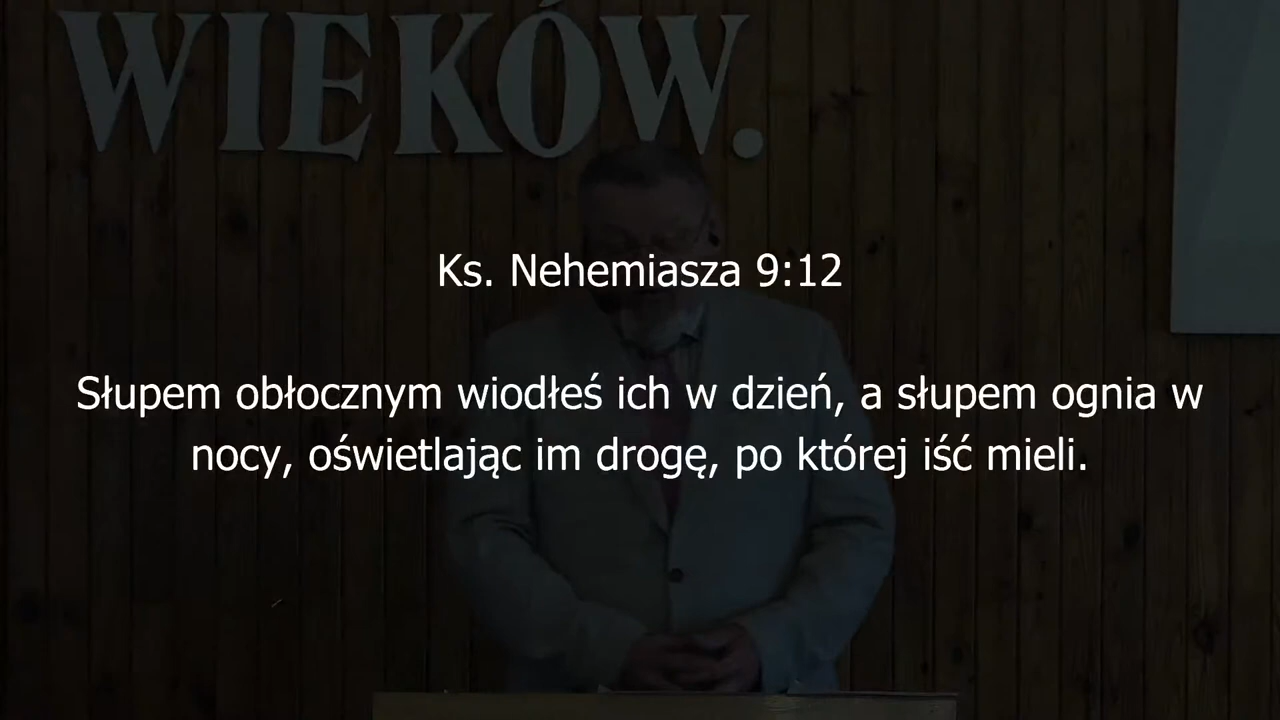 WIEKÓW.
Ks. Nehemiasza 9:12
Słupem obłocznym wiodłeś ich w dzień, a słupem ognia w
nocy, oświetlając im drogę, po której iść mieli.